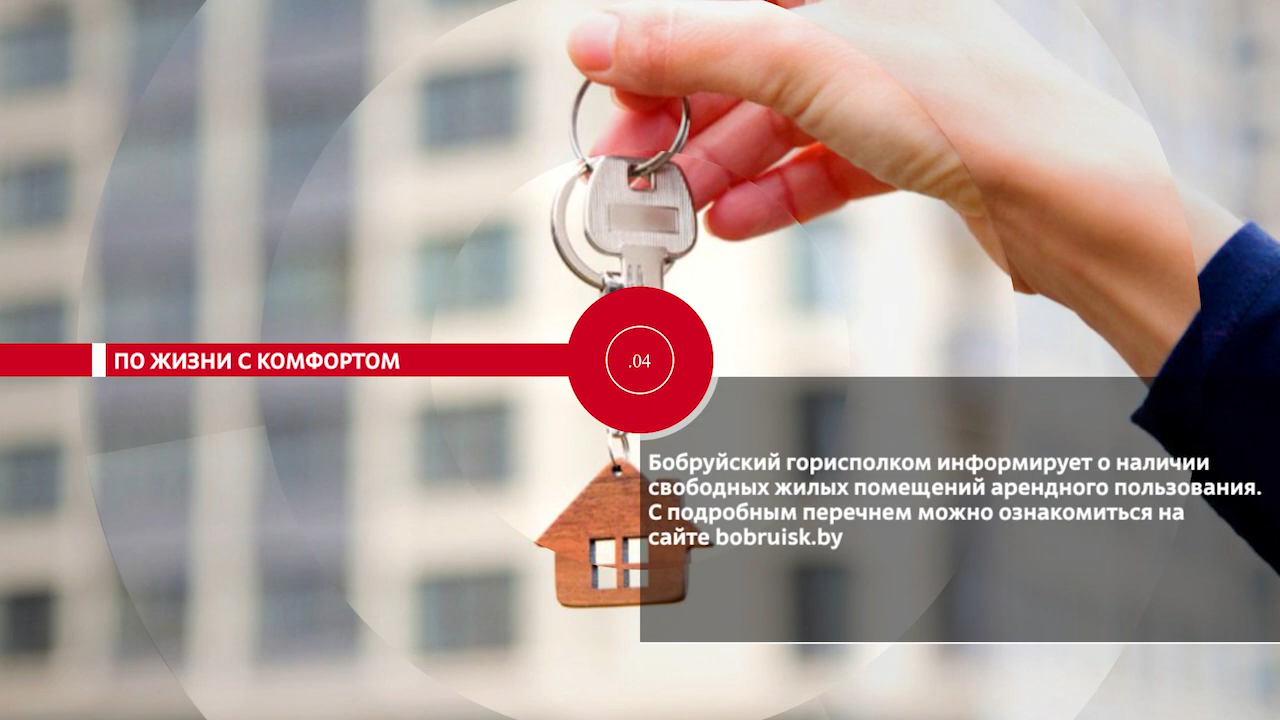 ПО ЖИЗНИ С КОМФОРТОМ
.04
Бобруйский горисполком информирует о наличии
свободных жилых помещений арендного пользования.
С подробным перечнем можно ознакомиться на
сайте bobruisk.by